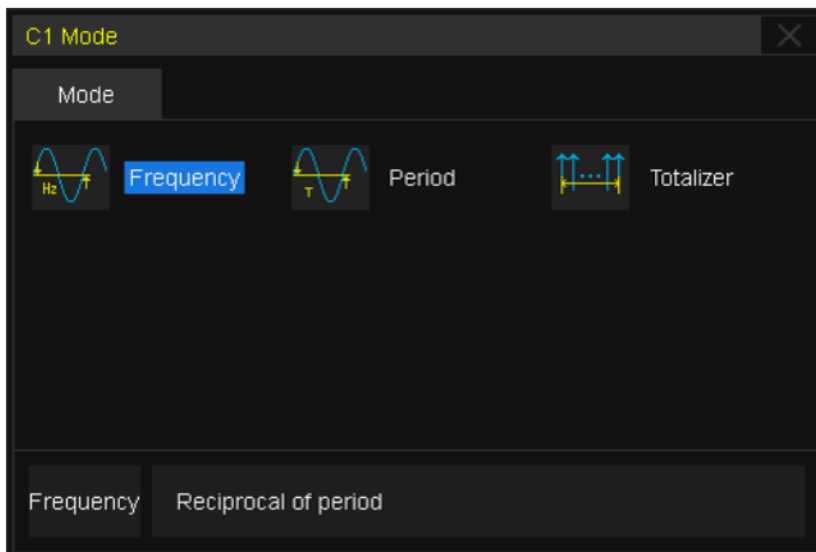 C1 Mode
Mode
Hz Frequency T Period Totalizer
Frequency Reciprocal of period